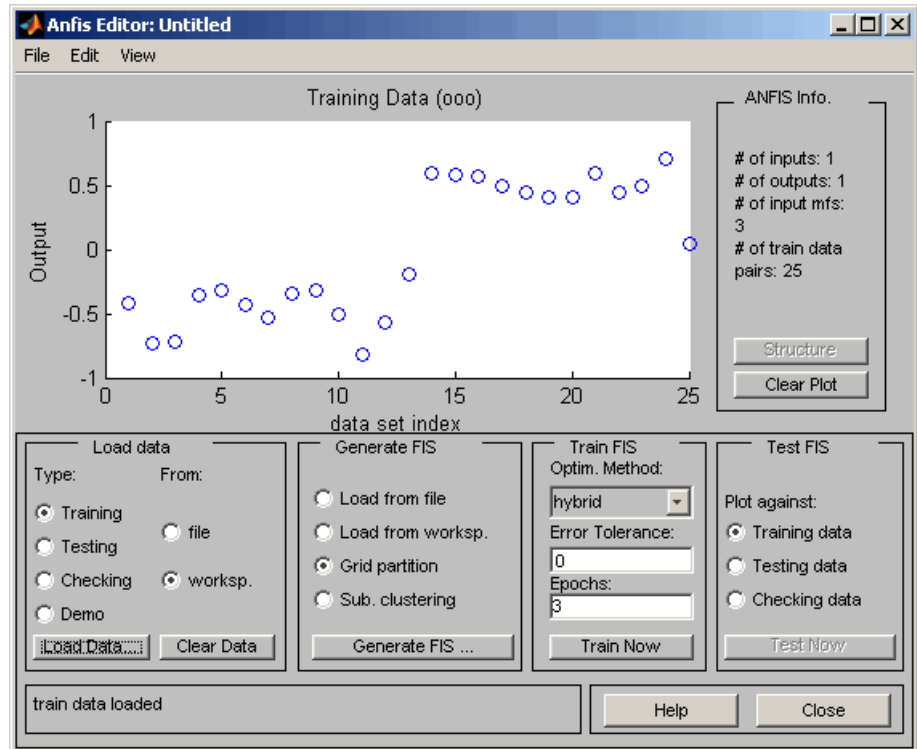 Anfis Editor: Untitled
File Edit View
Training Data (ooo)
1
0.5
0
-0.5
-1
Output
0 5 10 15 20 25
data set index
ANFIS Info.
# of inputs: 1
# of outputs: 1
# of input mfs:
3
# of train data
pairs: 25
Structure
Clear Plot
Load data
Type: From:
Training
Testing
Checking
Demo
file
worksp.
Load Data...
Clear Data
Generate FIS
Load from file
Load from worksp.
Grid partition
Sub. clustering
Generate FIS ...
Train FIS
Optim. Method:
hybrid
Error Tolerance:
0
Epochs:
3
Train Now
Test FIS
Plot against:
Training data
Testing data
Checking data
Test Now
train data loaded
Help
Close